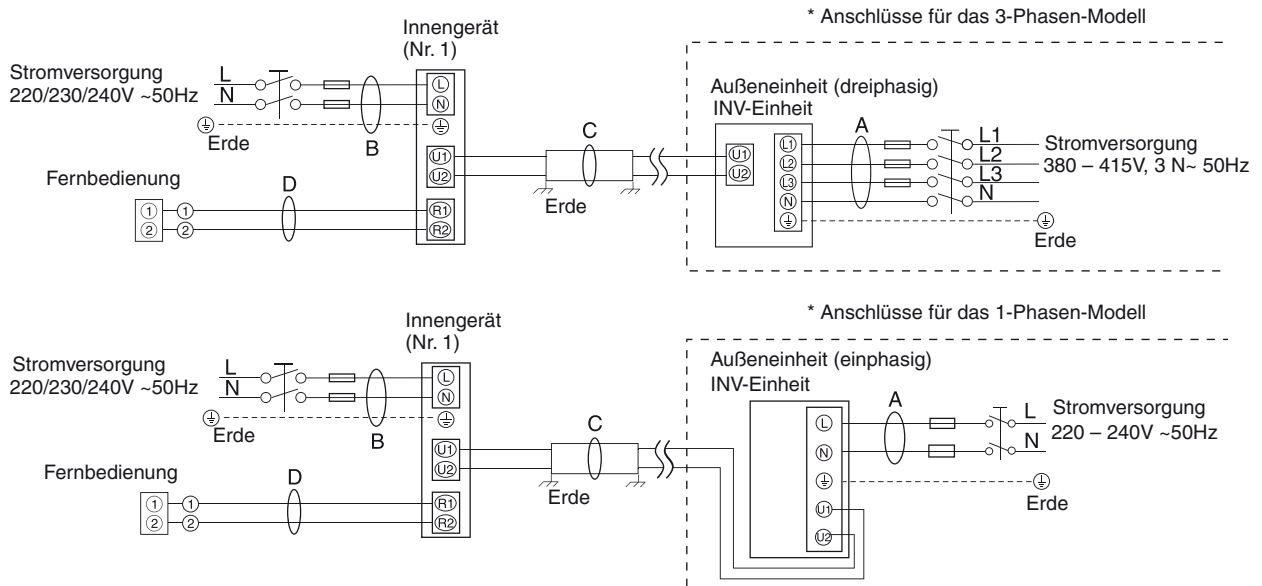 * Anschlüsse für das 3-Phasen-Modell
Innengerät
(Nr. 1)
Stromversorgung
220/230/240V ~50Hz
L
N
Erde
B
L
N
U1
U2
R1
R2
Fernbedienung
1
2
1
2
D
C
Erde
Außeneinheit (dreiphasig)
INV-Einheit
U1
U2
L1
L2
L3
N
A
L1
L2
L3
N
Stromversorgung
380 – 415V, 3 N~ 50Hz
Erde
* Anschlüsse für das 1-Phasen-Modell
Innengerät
(Nr. 1)
Stromversorgung
220/230/240V ~50Hz
L
N
Erde
B
L
N
U1
U2
R1
R2
Fernbedienung
1
2
1
2
D
C
Erde
Außeneinheit (einphasig)
INV-Einheit
L
N
U1
U2
A
L
N
Stromversorgung
220 – 240V ~50Hz
Erde